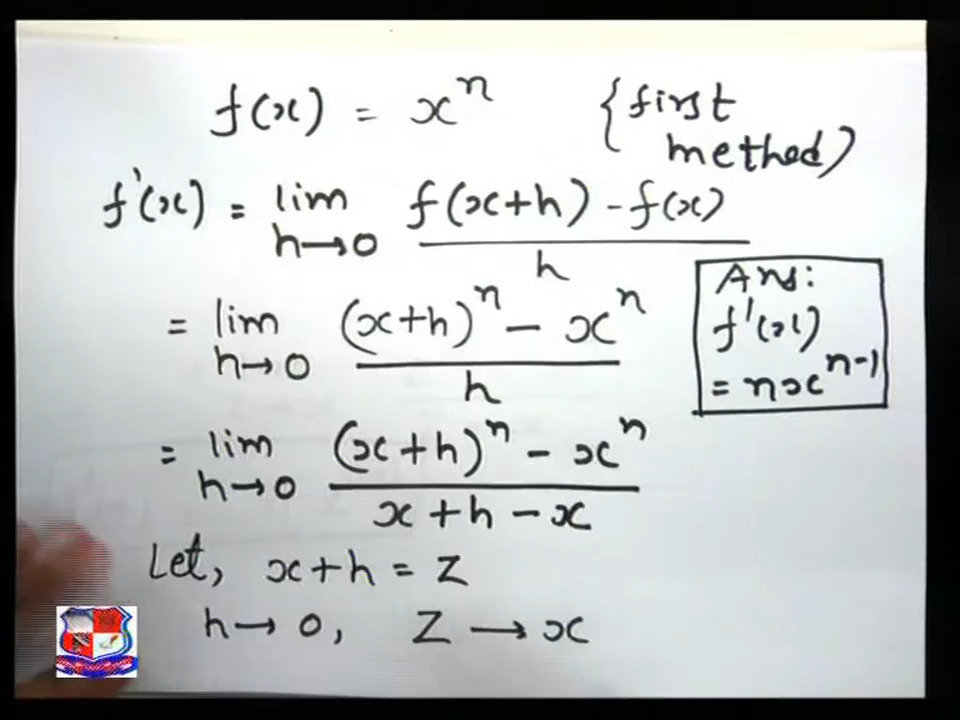 f(x) = x^n {first
method)
f'(x) = lim h→0 f(x+h) - f(x) / h
= lim h→0 (x+h)^n - x^n / h
Ans:
f'(x)
= nx^(n-1)
= lim h→0 (x+h)^n - x^n / x+h-x
Let, x+h = z
h→0, z→x